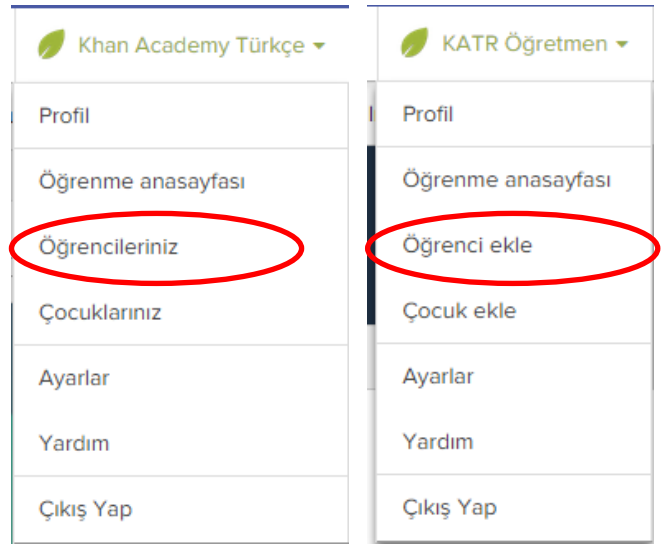 Khan Academy Türkçe
Profil
Öğrenme anasayfası
Öğrencileriniz
Çocuklarınız
Ayarlar
Yardım
Çıkış Yap
KATR Öğretmen
Profil
Öğrenme anasayfası
Öğrenci ekle
Çocuk ekle
Ayarlar
Yardım
Çıkış Yap